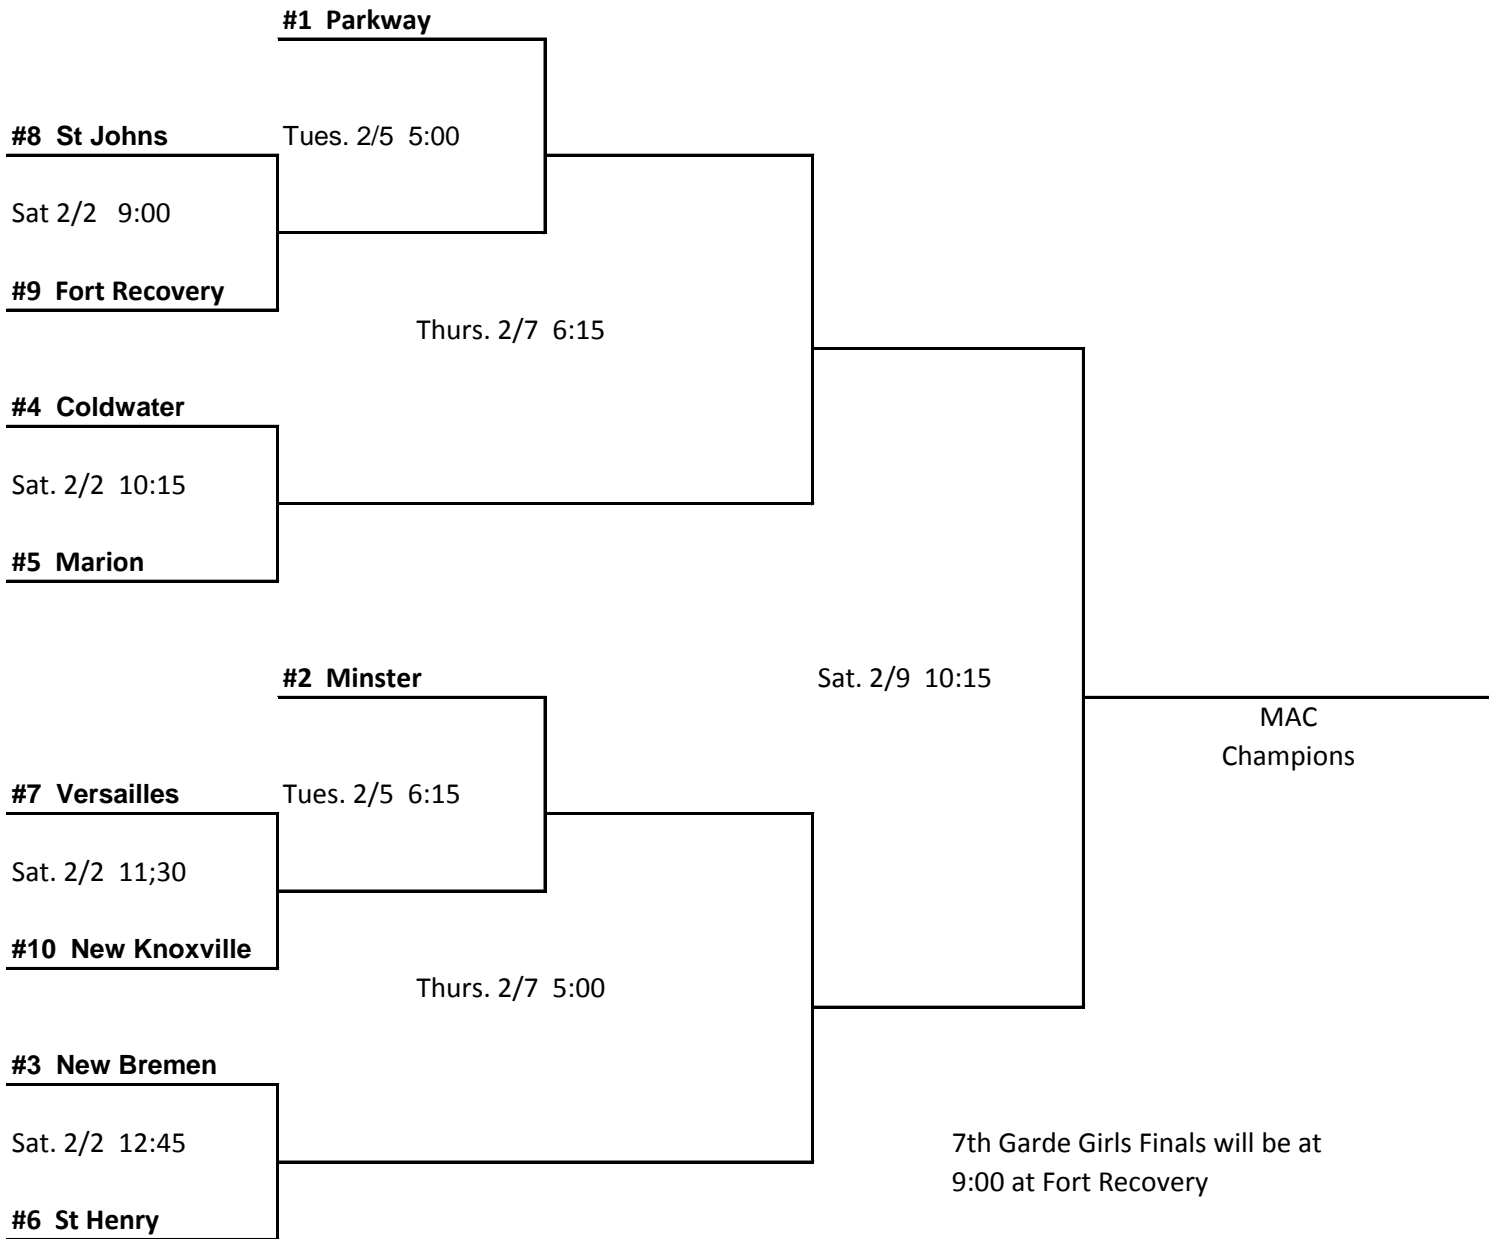 #1  Parkway
#8  St Johns
Tues. 2/5  5:00
Sat 2/2   9:00
#9  Fort Recovery
Thurs. 2/7  6:15
#4  Coldwater
Sat. 2/2  10:15
#5  Marion
#2  Minster
Sat. 2/9  10:15
MAC
Champions
#7  Versailles
Tues. 2/5  6:15
Sat. 2/2  11;30
#10  New Knoxville
Thurs. 2/7  5:00
#3  New Bremen
Sat. 2/2  12:45
7th Garde Girls Finals will be at
9:00 at Fort Recovery
#6  St Henry